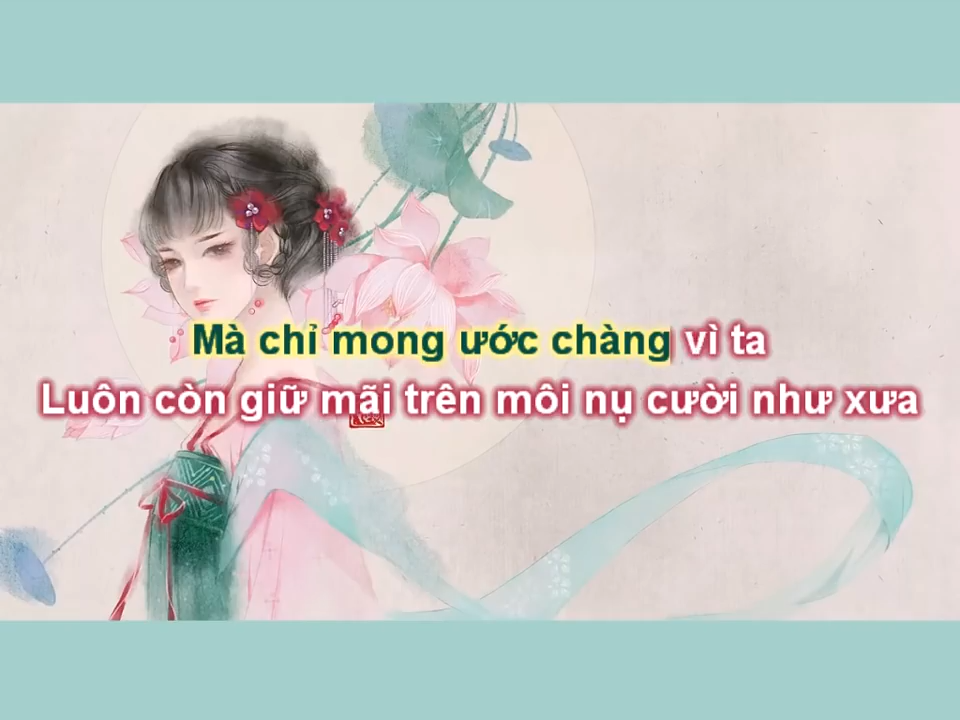 Mà chỉ mong ước chàng vì ta
Luôn còn giữ mãi trên môi nụ cười như xưa